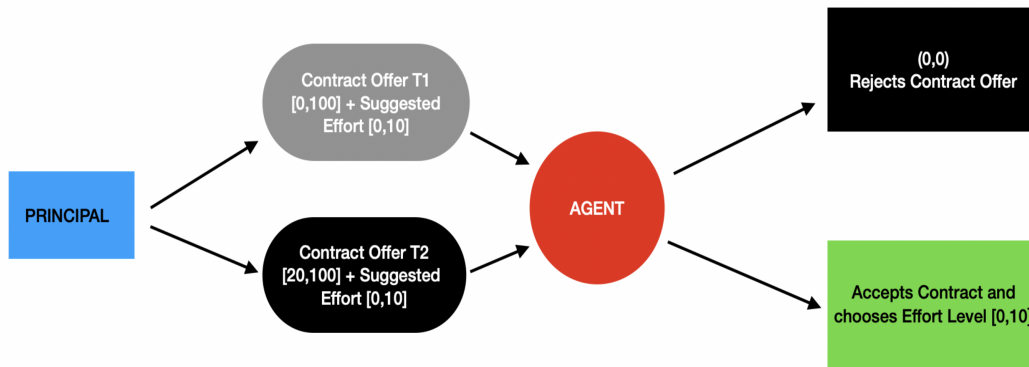 PRINCIPAL
Contract Offer T1
[0,100] + Suggested
Effort [0,10]
Contract Offer T2
[20,100] + Suggested
Effort [0,10]
AGENT
(0,0)
Rejects Contract Offer
Accepts Contract and
chooses Effort Level [0,10]